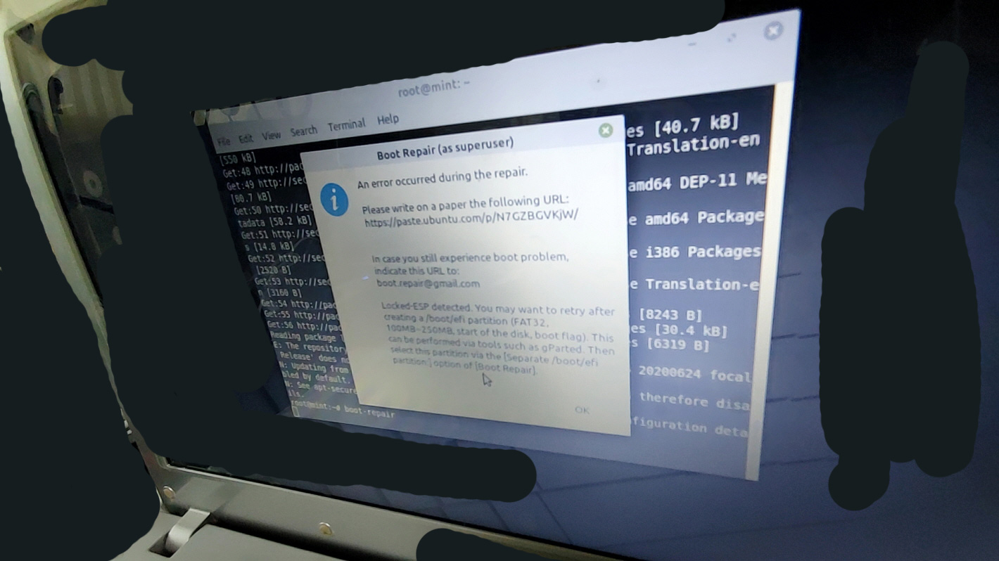 root@mint: ~
File Edit View Search Terminal Help
[550 kB]
Get:48 http://pac
Get:49 http://sec
[80.7 kB]
Get:50 http://sec
tadata [58.2 kB]
Get:51 http://sec
s [14.8 kB]
Get:52 http://sec
[2520 B]
Get:53 http://sec
n [3160 B]
Get:54 http://pac
Get:55 http://pac
Get:56 http://pac
Reading package l
E: The repository
Release' does no
N: Updating from
bled by default.
N: See apt-secure
ils.
root@mint:~# boot-repair
Boot Repair (as superuser)
An error occurred during the repair.
Please write on a paper the following URL:
https://paste.ubuntu.com/p/N7GZBGVKjW/
In case you still experience boot problem,
indicate this URL to:
boot.repair@gmail.com
Locked-ESP detected. You may want to retry after
creating a /boot/efi partition (FAT32,
100MB~250MB, start of the disk, boot flag). This
can be performed via tools such as gParted. Then
select this partition via the [Separate /boot/efi
partition:] option of [Boot Repair].
OK
es [40.7 kB]
Translation-en
amd64 DEP-11 Me
e amd64 Package
e i386 Packages
e Translation-e
[8243 B]
es [30.4 kB]
s [6319 B]
20200624 focal
therefore disa
figuration deta